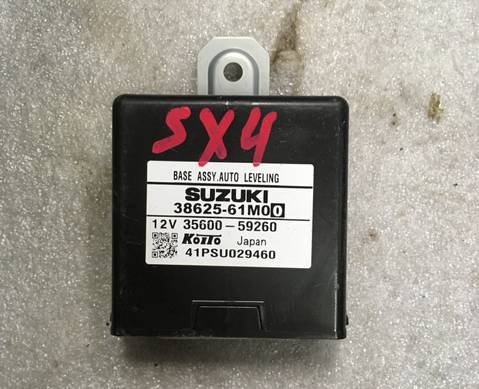 SX4
BASE ASSY.AUTO LEVELING
SUZUKI
38625-61M00
12V 35600-59260
KOITO Japan
41PSU029460